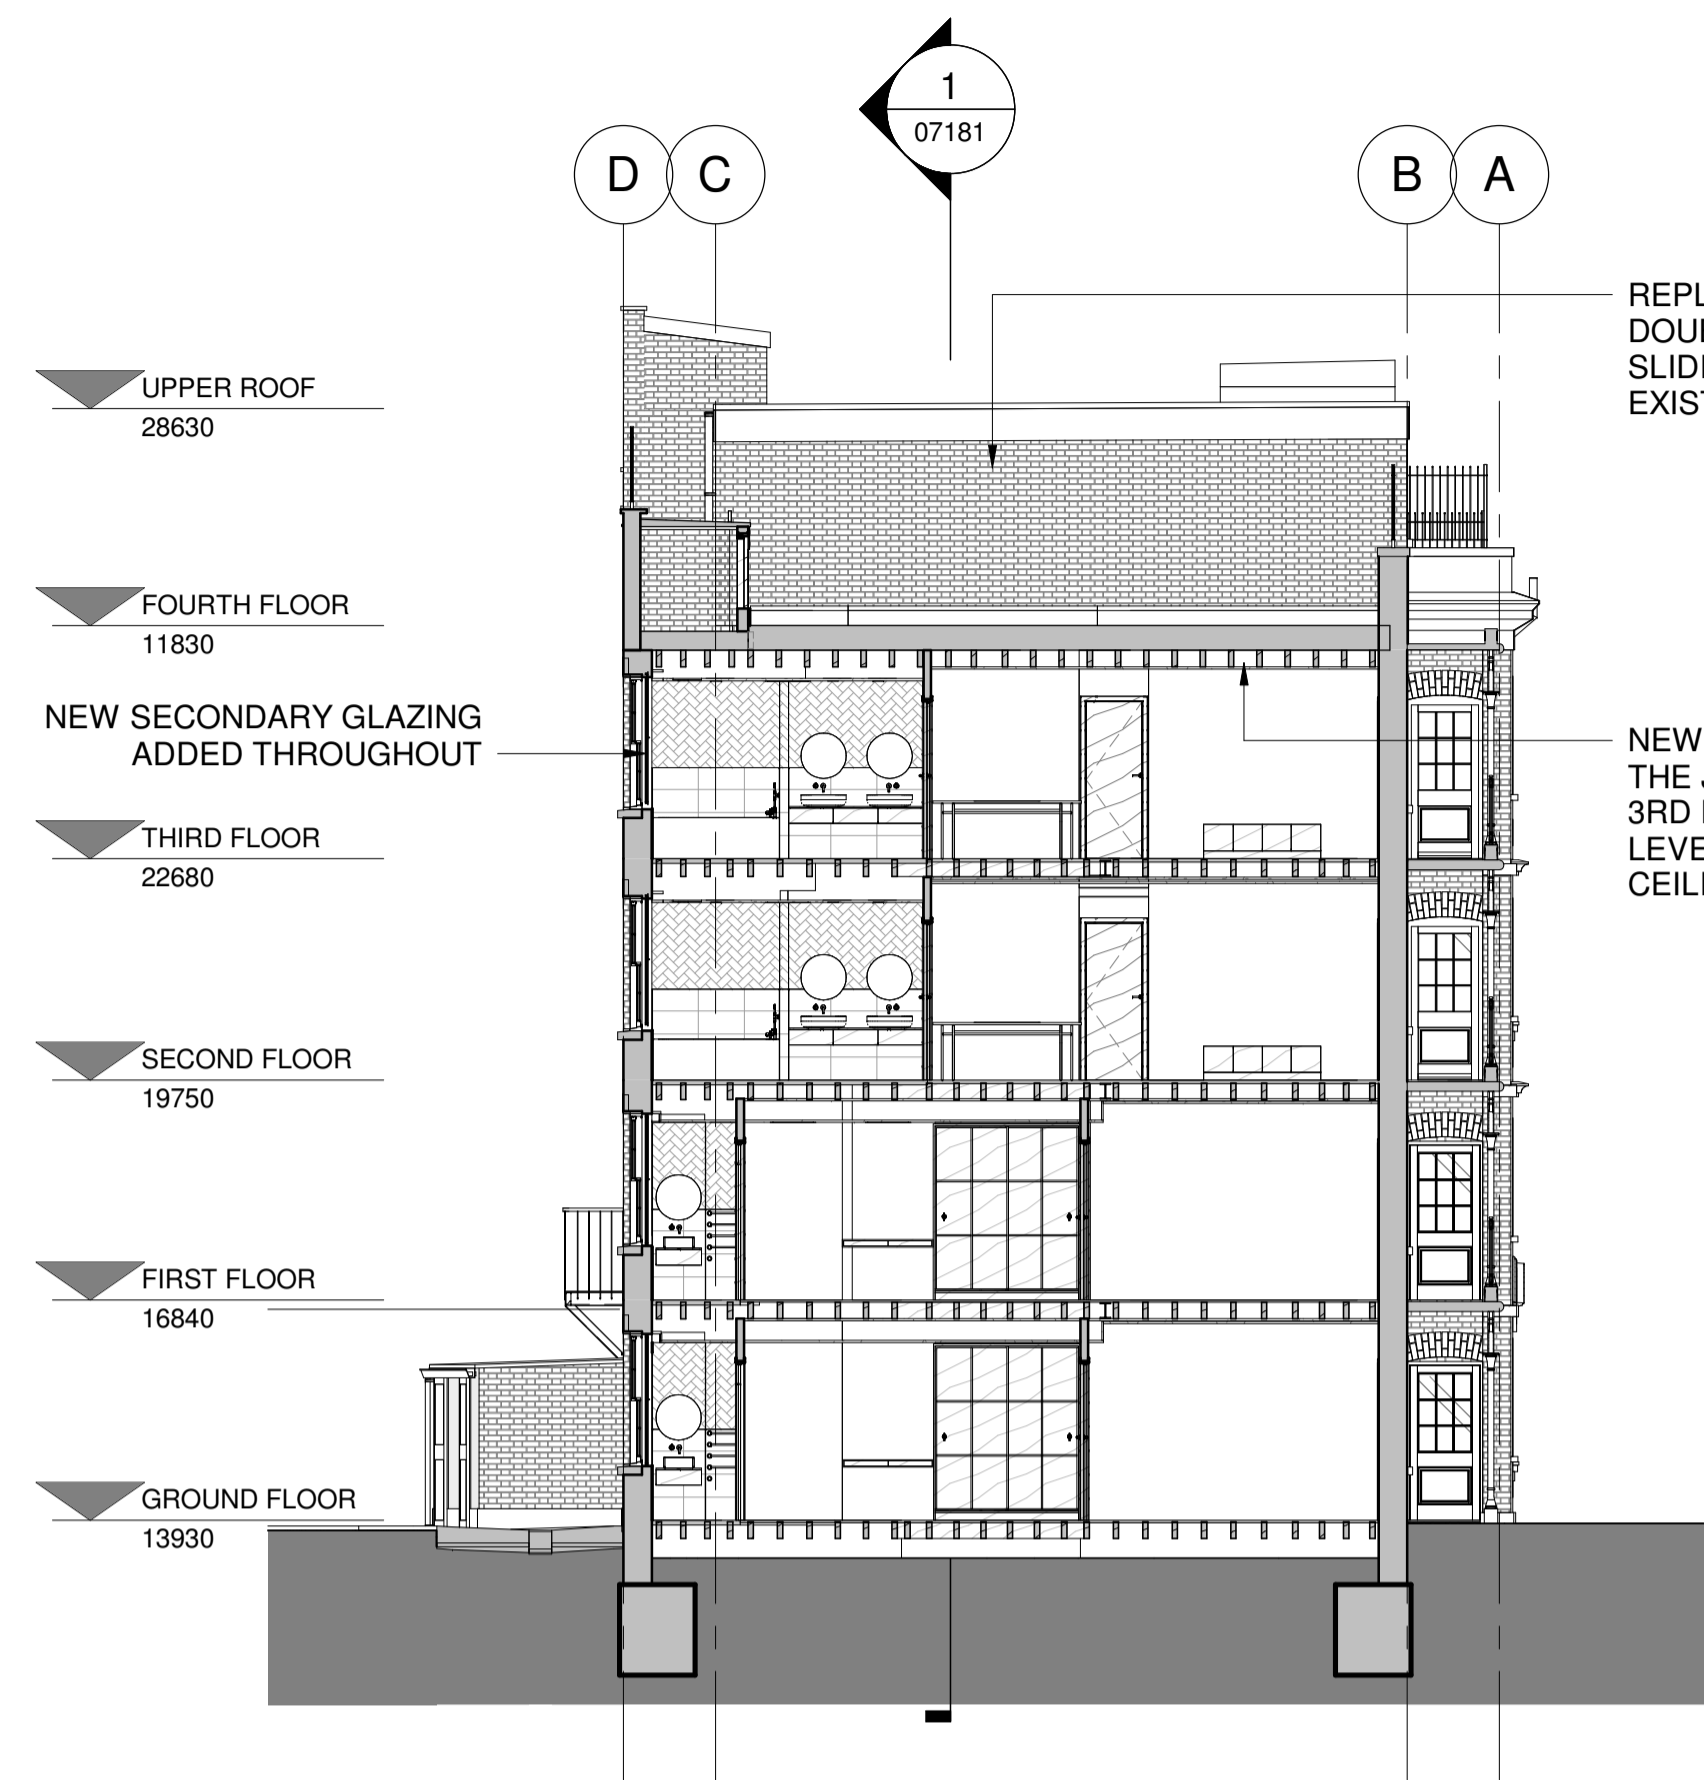 1
07181
D
C
B
A
REPL
DOU
SLID
EXIST
UPPER ROOF
28630
FOURTH FLOOR
11830
NEW SECONDARY GLAZING
ADDED THROUGHOUT
NEW
THE
3RD
LEVE
CEILI
THIRD FLOOR
22680
SECOND FLOOR
19750
FIRST FLOOR
16840
GROUND FLOOR
13930